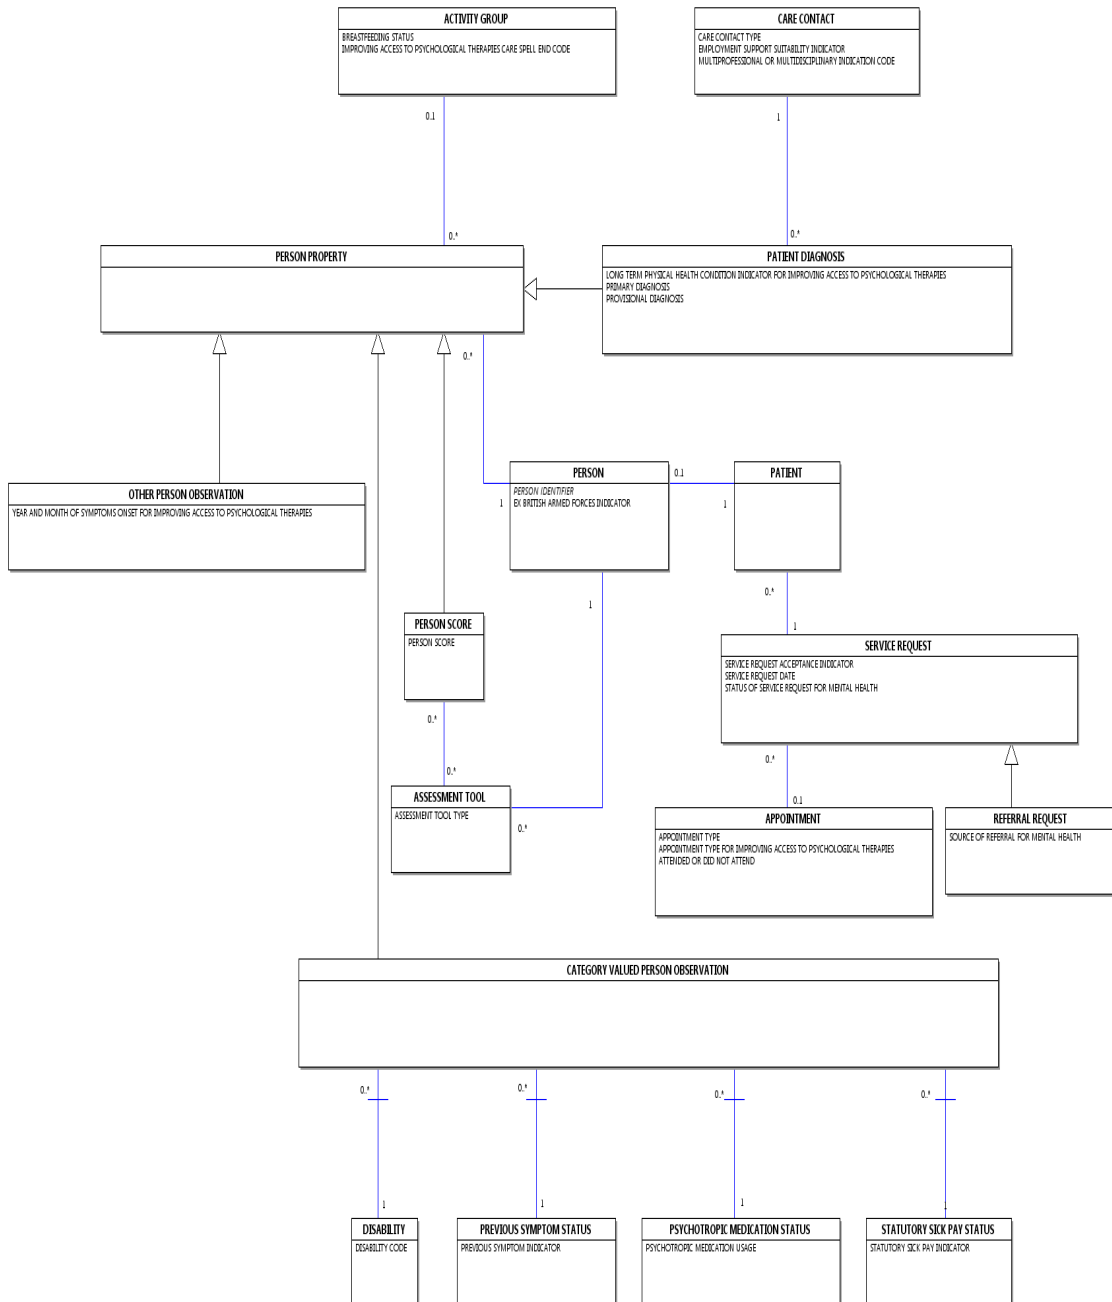 ACTIVITY GROUP
BREASTFEEDING STATUS
IMPROVING ACCESS TO PSYCHOLOGICAL THERAPIES CARE SPELL END CODE
CARE CONTACT
CARE CONTACT TYPE
EMPLOYMENT SUPPORT SUITABILITY INDICATOR
MULTIPROFESSIONAL OR MULTIDISCIPLINARY INDICATION CODE
0..1
1
0..*
0..*
PERSON PROPERTY
PATIENT DIAGNOSIS
LONG TERM PHYSICAL HEALTH CONDITION INDICATOR FOR IMPROVING ACCESS TO PSYCHOLOGICAL THERAPIES
PRIMARY DIAGNOSIS
PROVISIONAL DIAGNOSIS
0..*
OTHER PERSON OBSERVATION
YEAR AND MONTH OF SYMPTOMS ONSET FOR IMPROVING ACCESS TO PSYCHOLOGICAL THERAPIES
PERSON
PERSON IDENTIFIER
EX BRITISH ARMED FORCES INDICATOR
0..1
PATIENT
1
1
1
0..*
PERSON SCORE
PERSON SCORE
1
SERVICE REQUEST
SERVICE REQUEST ACCEPTANCE INDICATOR
SERVICE REQUEST DATE
STATUS OF SERVICE REQUEST FOR MENTAL HEALTH
0..*
0..*
0..*
0..1
ASSESSMENT TOOL
ASSESSMENT TOOL TYPE
0..*
APPOINTMENT
APPOINTMENT TYPE
APPOINTMENT TYPE FOR IMPROVING ACCESS TO PSYCHOLOGICAL THERAPIES
ATTENDED OR DID NOT ATTEND
REFERRAL REQUEST
SOURCE OF REFERRAL FOR MENTAL HEALTH
CATEGORY VALUED PERSON OBSERVATION
0..*
0..*
0..*
0..*
1
1
1
1
DISABILITY
DISABILITY CODE
PREVIOUS SYMPTOM STATUS
PREVIOUS SYMPTOM INDICATOR
PSYCHOTROPIC MEDICATION STATUS
PSYCHOTROPIC MEDICATION USAGE
STATUTORY SICK PAY STATUS
STATUTORY SICK PAY INDICATOR